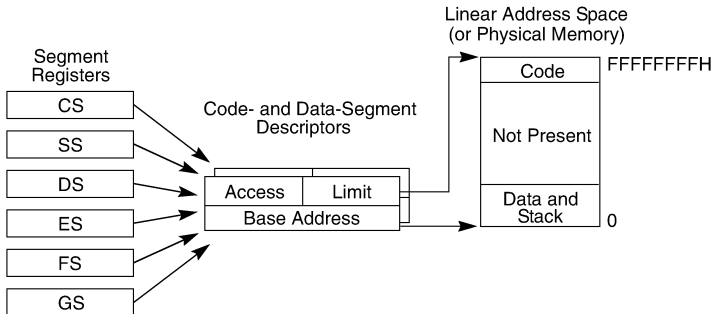 Linear Address Space
(or Physical Memory)
Segment
Registers
CS
SS
DS
ES
FS
GS
Code- and Data-Segment
Descriptors
Access
Limit
Base Address
Code
FFFFFFFFH
Not Present
Data and
Stack
0